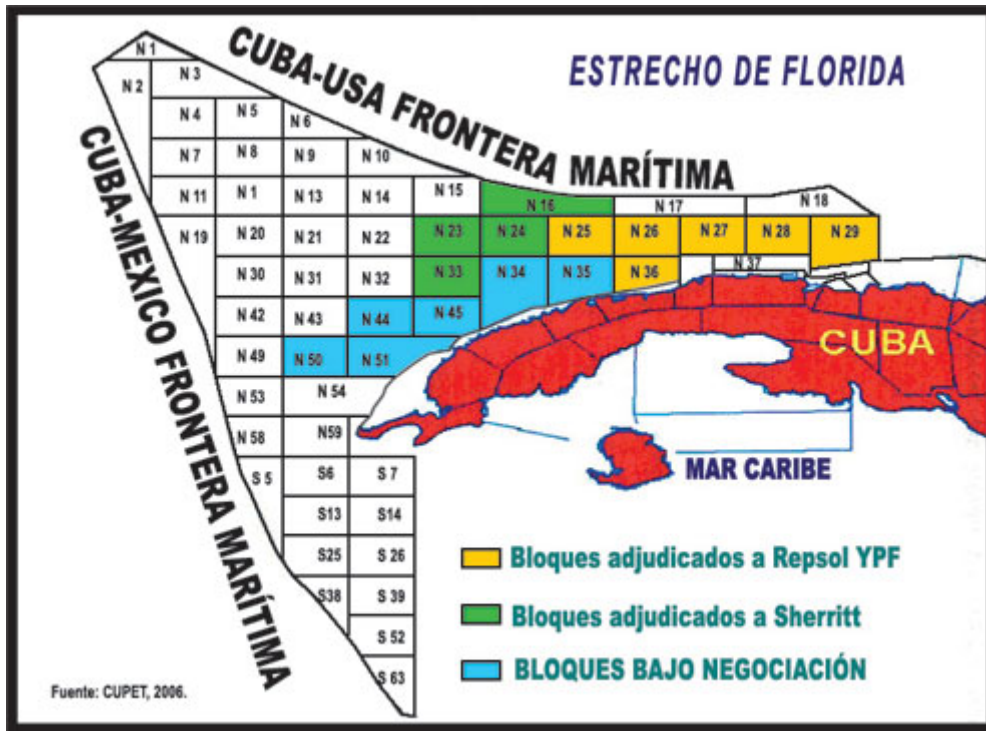 ESTRECHO DE FLORIDA
CUBA-USA FRONTERA MARÍTIMA
CUBA-MEXICO FRONTERA MARÍTIMA
N 1
N 2
N 3
N 4
N 5
N 6
N 7
N 8
N 9
N 10
N 11
N 1
N 13
N 14
N 15
N 16
N 17
N 18
N 19
N 20
N 21
N 22
N 23
N 24
N 25
N 26
N 27
N 28
N 29
N 30
N 31
N 32
N 33
N 34
N 35
N 36
N 37
N 42
N 43
N 44
N 45
N 49
N 50
N 51
N 53
N 54
N 58
N59
CUBA
MAR CARIBE
S 5
S6
S 7
S13
S14
S25
S 26
S38
S 39
S 52
S 63
Bloques adjudicados a Repsol YPF
Bloques adjudicados a Sherritt
BLOQUES BAJO NEGOCIACIÓN
Fuente: CUPET, 2006.